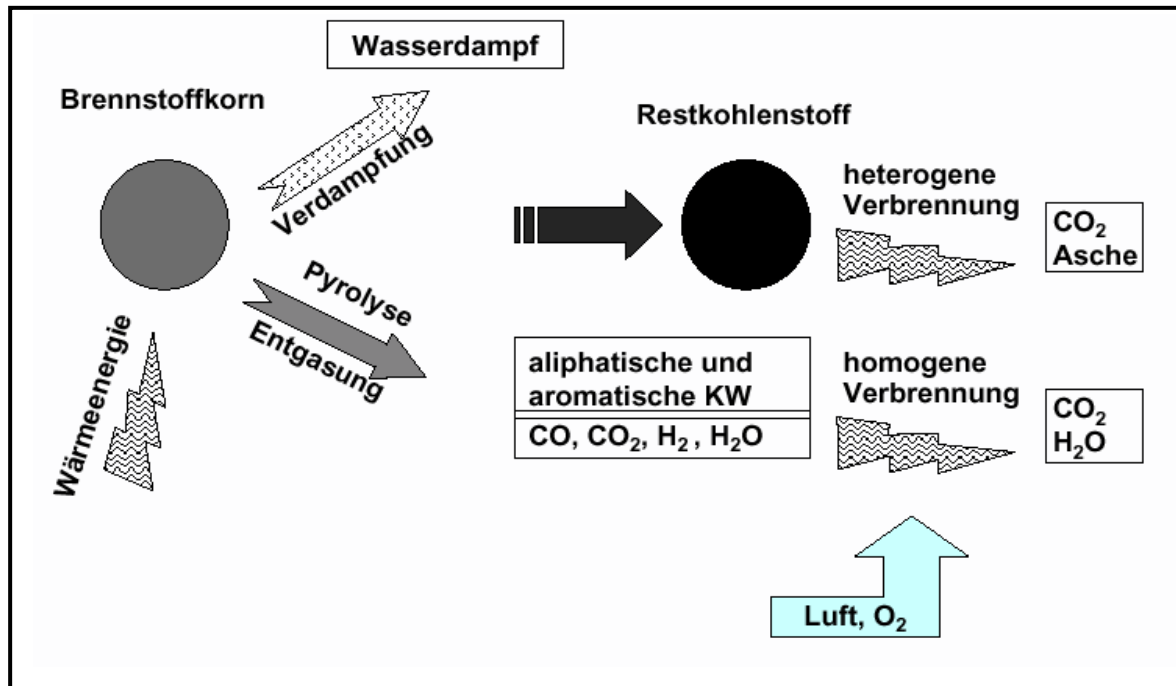 Wasserdampf
Brennstoffkorn
Verdampfung
Restkohlenstoff
heterogene
Verbrennung
CO₂
Asche
Pyrolyse
Entgasung
Wärmeenergie
aliphatische und
aromatische KW
CO, CO₂, H₂ , H₂O
homogene
Verbrennung
CO₂
H₂O
Luft, O₂